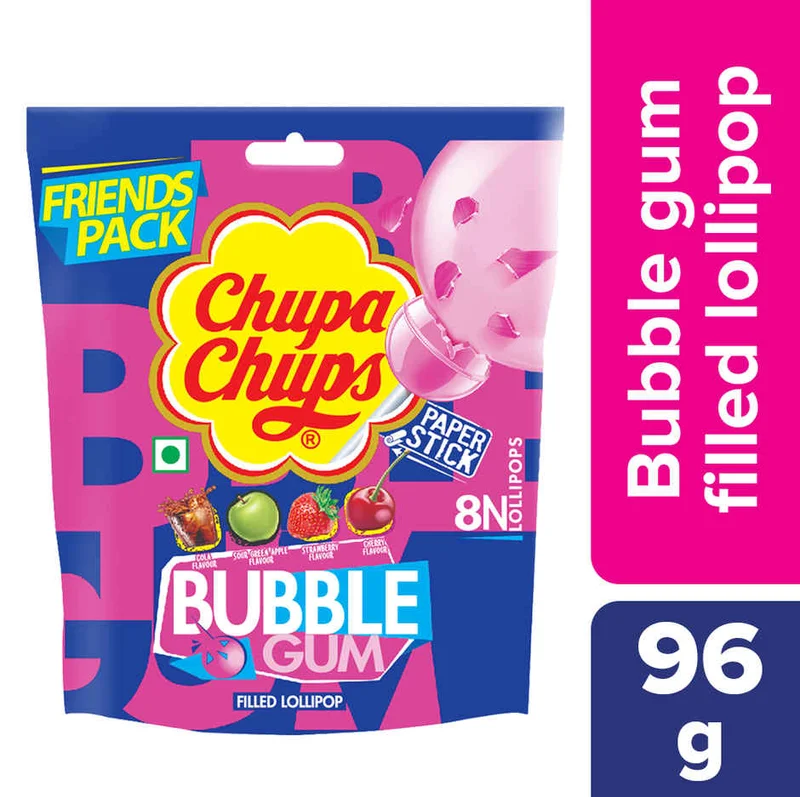 FRIENDS
PACK
Chupa
Chups
®
PAPER
STICK
8N
LOLLIPOPS
COLA
FLAVOUR
SOUR GREEN APPLE
FLAVOUR
STRAWBERRY
FLAVOUR
CHERRY
FLAVOUR
BUBBLE
GUM
FILLED LOLLIPOP
Bubble gum
filled lollipop
96
g